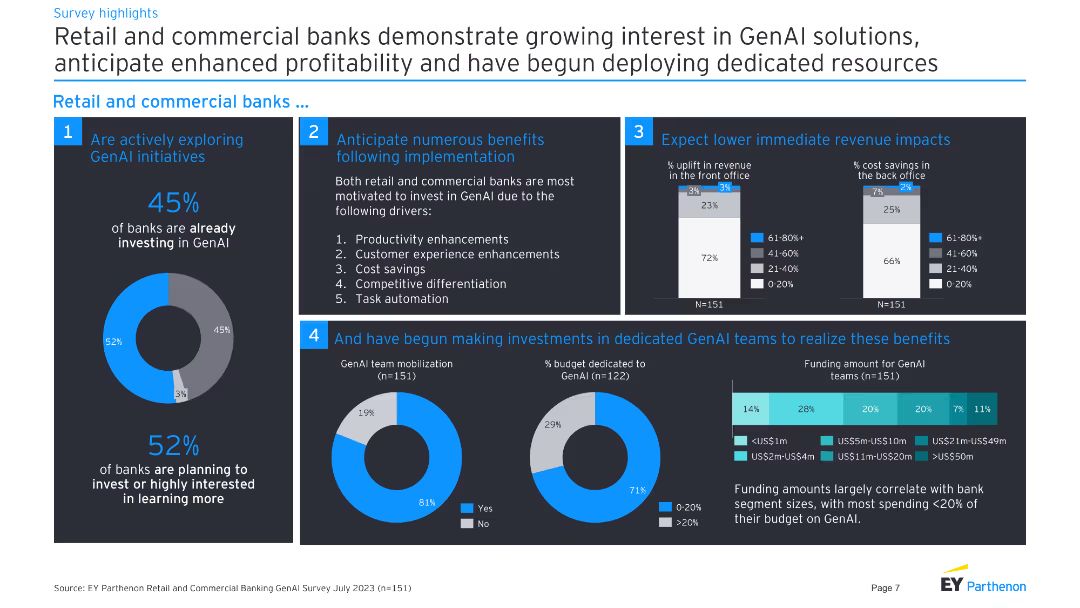 Survey highlights
Retail and commercial banks demonstrate growing interest in GenAI solutions,
anticipate enhanced profitability and have begun deploying dedicated resources
Retail and commercial banks ...
1
Are actively exploring
GenAI initiatives
45%
of banks are already
investing in GenAI
52%
45%
3%
52%
of banks are planning to
invest or highly interested
in learning more
2
Anticipate numerous benefits
following implementation
Both retail and commercial banks are most
motivated to invest in GenAI due to the
following drivers:
1. Productivity enhancements
2. Customer experience enhancements
3. Cost savings
4. Competitive differentiation
5. Task automation
3
Expect lower immediate revenue impacts
% uplift in revenue
in the front office
3%
3%
23%
72%
N=151
61-80%+
41-60%
21-40%
0-20%
% cost savings in
the back office
2%
7%
25%
66%
N=151
61-80%+
41-60%
21-40%
0-20%
4
And have begun making investments in dedicated GenAI teams to realize these benefits
GenAI team mobilization
(n=151)
19%
81%
Yes
No
% budget dedicated to
GenAI (n=122)
29%
71%
0-20%
>20%
Funding amount for GenAI
teams (n=151)
14% 28% 20% 20% 7% 11%
<US$1m US$5m-US$10m US$21m-US$49m
US$2m-US$4m US$11m-US$20m >US$50m
Funding amounts largely correlate with bank
segment sizes, with most spending <20% of
their budget on GenAI.
Source: EY Parthenon Retail and Commercial Banking GenAI Survey July 2023 (n=151)
Page 7
EY Parthenon